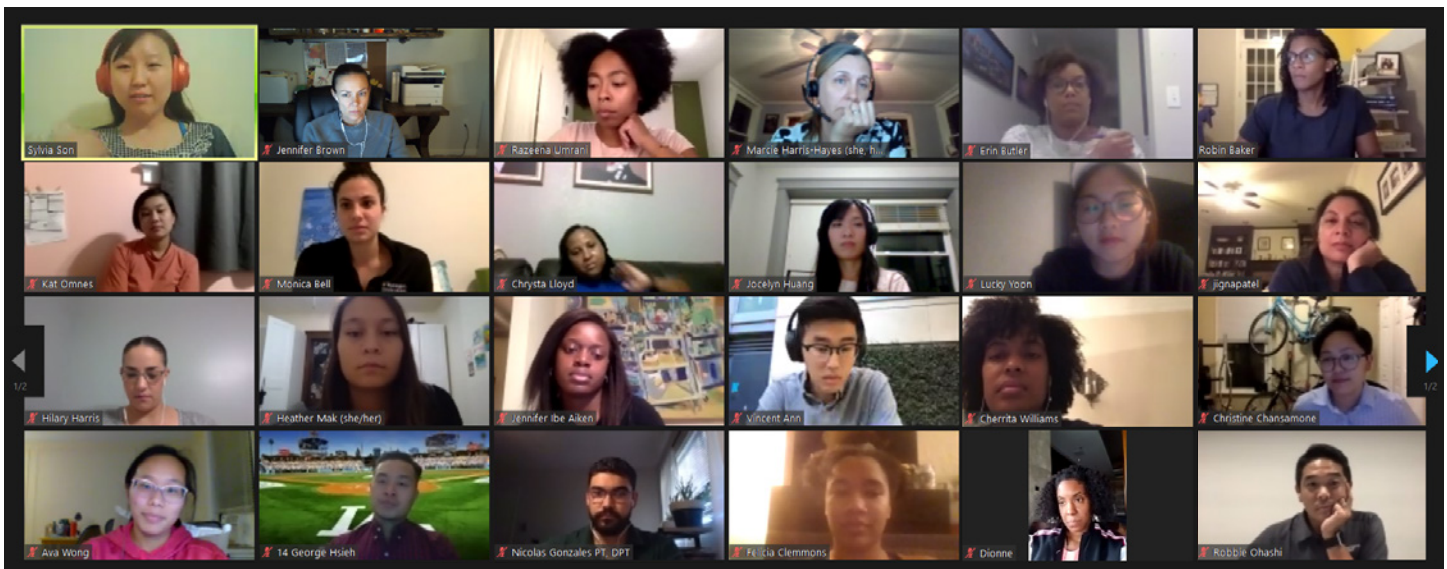 Sylvia Son
Jennifer Brown
Razeena Umrani
Marcie Harris-Hayes (she, h...
Erin Butler
Robin Baker
Kat Omnes
Monica Bell
Chrysta Lloyd
Jocelyn Huang
Lucky Yoon
jignapatel
1/2
1/2
Hilary Harris
Heather Mak (she/her)
Jennifer Ibe Aiken
Vincent Ann
Cherrita Williams
Christine Chansamone
Ava Wong
14 George Hsieh
Nicolas Gonzales PT, DPT
Felicia Clemmons
Dionne
Robbie Ohashi